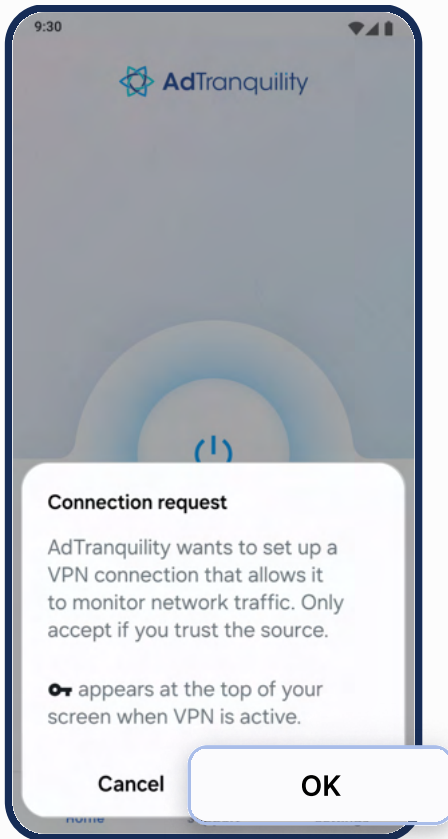 9:30
AdTranquility
Connection request
AdTranquility wants to set up a
VPN connection that allows it
to monitor network traffic. Only
accept if you trust the source.
appears at the top of your
screen when VPN is active.
Cancel
OK
Home